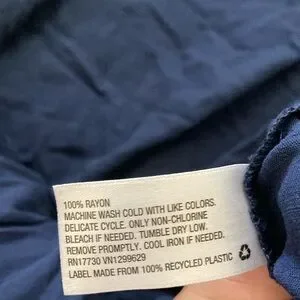 100% RAYON
MACHINE WASH COLD WITH LIKE COLORS.
DELICATE CYCLE. ONLY NON-CHLORINE
BLEACH IF NEEDED. TUMBLE DRY LOW.
REMOVE PROMPTLY. COOL IRON IF NEEDED.
RN17730 VN1299629
LABEL MADE FROM 100% RECYCLED PLASTIC